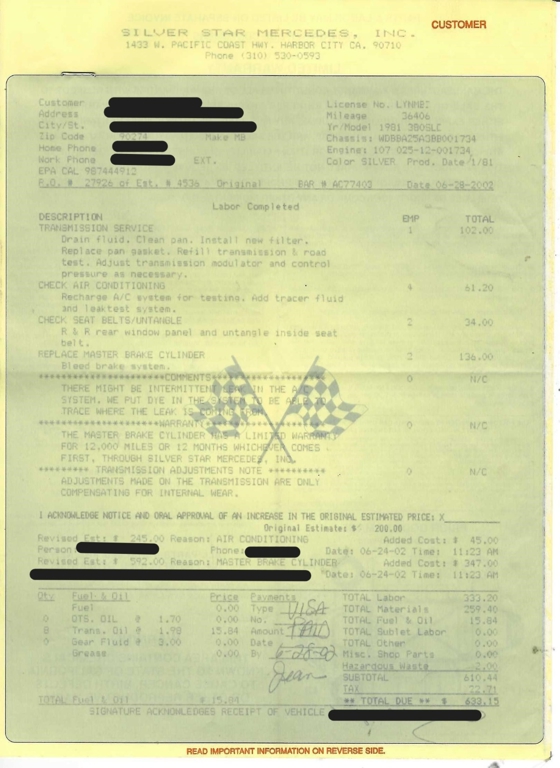 CUSTOMER
SILVER STAR MERCEDES, INC.
1433 W. PACIFIC COAST HWY. HARBOR CITY CA. 90710
Phone (310) 530-0593
Customer License No. LYNNE:
Address Mileage 36406
City/St. Yr/Model 1981 380SLC
Zip Code 90274 Make MB Chassis:
Home Phone Engine: 107 025-12-001734
Work Phone EXT. Color SILVER Prod. Date 1/81
EPA CAL 987444912
R.O. # 27926 of Est. # 4536 Original BAR # AC77402 Date 06-28-2002
Labor Completed
DESCRIPTION EMP TOTAL
TRANSMISSION SERVICE 1 102.00
Drain fluid. Clean pan. Install new filter.
Replace pan gasket. Refill transmission & road
test. Adjust transmission modulator and control
pressure as necessary.
CHECK AIR CONDITIONING 4 61.20
Recharge A/C system for testing. Add tracer fluid
and leaktest system.
CHECK SEAT BELTS/UNTANGLE 2 34.00
R & R rear window panel and untangle inside seat
belt.
REPLACE MASTER BRAKE CYLINDER 2 136.00
Bleed brake system.
**********************COMMENTS********************** 0 N/C
THERE MIGHT BE INTERMITTENT LEAK IN THE A/C
SYSTEM, WE PUT DIE IN THE SYSTEM TO BE ABLE TO
TRACE WHERE THE LEAK IS COMING FROM.
**********************WARRANTY********************** 0 N/C
THE MASTER BRAKE CYLINDER HAS A LIMITED WARRANTY
FOR 12,000 MILES OR 12 MONTHS WHICHEVER COMES
FIRST, THROUGH SILVER STAR MERCEDES, INC.
********* TRANSMISSION ADJUSTMENTS NOTE ********** 0 N/C
ADJUSTMENTS MADE ON THE TRANSMISSION ARE ONLY
COMPENSATING FOR INTERNAL WEAR.
I ACKNOWLEDGE NOTICE AND ORAL APPROVAL OF AN INCREASE IN THE ORIGINAL ESTIMATED PRICE: X
Original Estimate: $ 200.00
Revised Est: $ 245.00 Reason: AIR CONDITIONING Added Cost: $ 45.00
Person: Phone: Date: 06-24-02 Time: 11:23 AM
Revised Est: $ 592.00 Reason: MASTER BRAKE CYLINDER Added Cost: $ 347.00
Date: 06-24-02 Time: 11:23 AM
Qty Fuel & Oil Price Payments TOTAL Labor 333.20
Fuel 0.00 Type VISA TOTAL Materials 259.40
0 QTS. OIL @ 1.70 0.00 No. TOTAL Fuel & Oil 15.84
8 Trans. Oil @ 1.98 15.84 Amount PAID TOTAL Sublet Labor 0.00
0 Gear Fluid @ 3.00 0.00 Date 6-28-02 TOTAL Other 0.00
Grease 0.00 By Jean Misc. Shop Parts 0.00
Hazardous Waste 2.00
SUBTOTAL 610.44
TAX 22.71
TOTAL Fuel & Oil $ 15.84 ** TOTAL DUE ** $ 633.15
SIGNATURE ACKNOWLEDGES RECEIPT OF VEHICLE
READ IMPORTANT INFORMATION ON REVERSE SIDE.